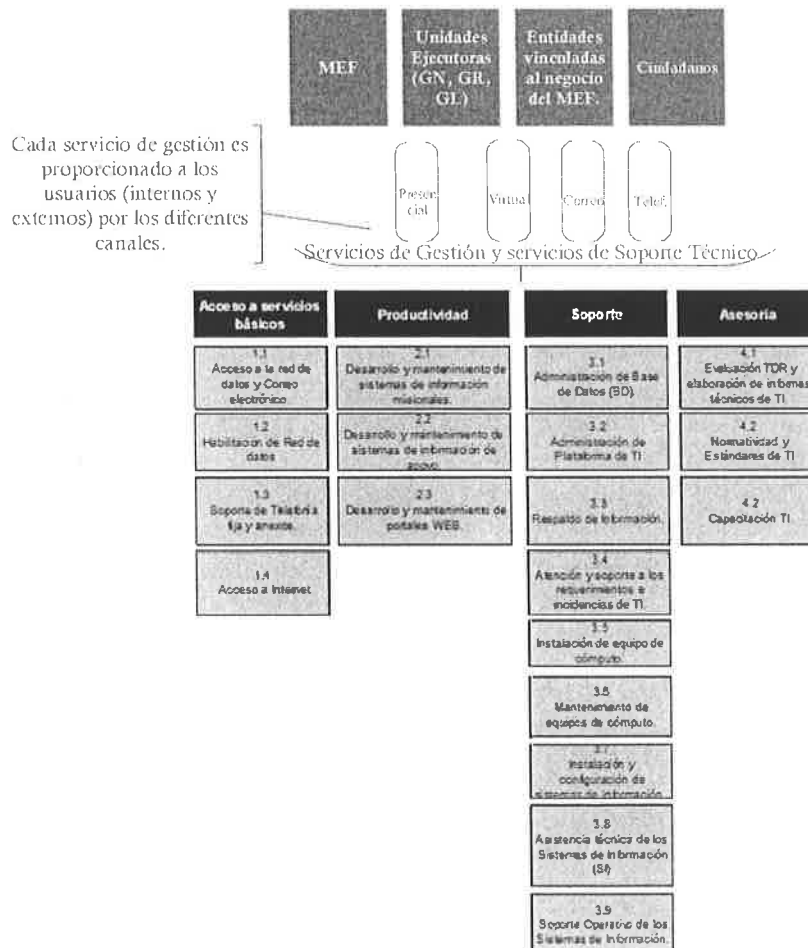 MEF
Unidades
Ejecutoras
(GN, GR,
GL)
Entidades
vinculadas
al negocio
del MEF.
Ciudadanos
Cada servicio de gestión es
proporcionado a los
usuarios (internos y
externos) por los diferentes
canales.
Presen
cial
Virtual
Correo
Telef.
Servicios de Gestión y servicios de Soporte Técnico
Acceso a servicios
básicos
1.1
Acceso a la red de
datos y Correo
electrónico
1.2
Habilitación de Red de
datos
1.3
Soporte de Telefonía
fija y anexos.
1.4
Acceso a Internet
Productividad
2.1
Desarrollo y mantenimiento de
sistemas de información
misionales.
2.2
Desarrollo y mantenimiento de
sistemas de información de
apoyo.
2.3
Desarrollo y mantenimiento de
portales WEB.
Soporte
3.1
Administración de Base
de Datos (BD).
3.2
Administración de
Plataforma de TI
3.3
Respaldo de Información.
3.4
Atención y soporte a los
requerimientos e
incidencias de TI.
3.5
Instalación de equipo de
cómputo.
3.6
Mantenimiento de
equipos de cómputo.
3.7
Instalación y
configuración de
sistemas de información
3.8
Asistencia técnica de los
Sistemas de Información
(SI)
3.9
Soporte Operativo de los
Sistemas de Información.
Asesoría
4.1
Evaluación TDR y
elaboración de informes
técnicos de TI.
4.2
Normatividad y
Estándares de TI
4.2
Capacitación TI